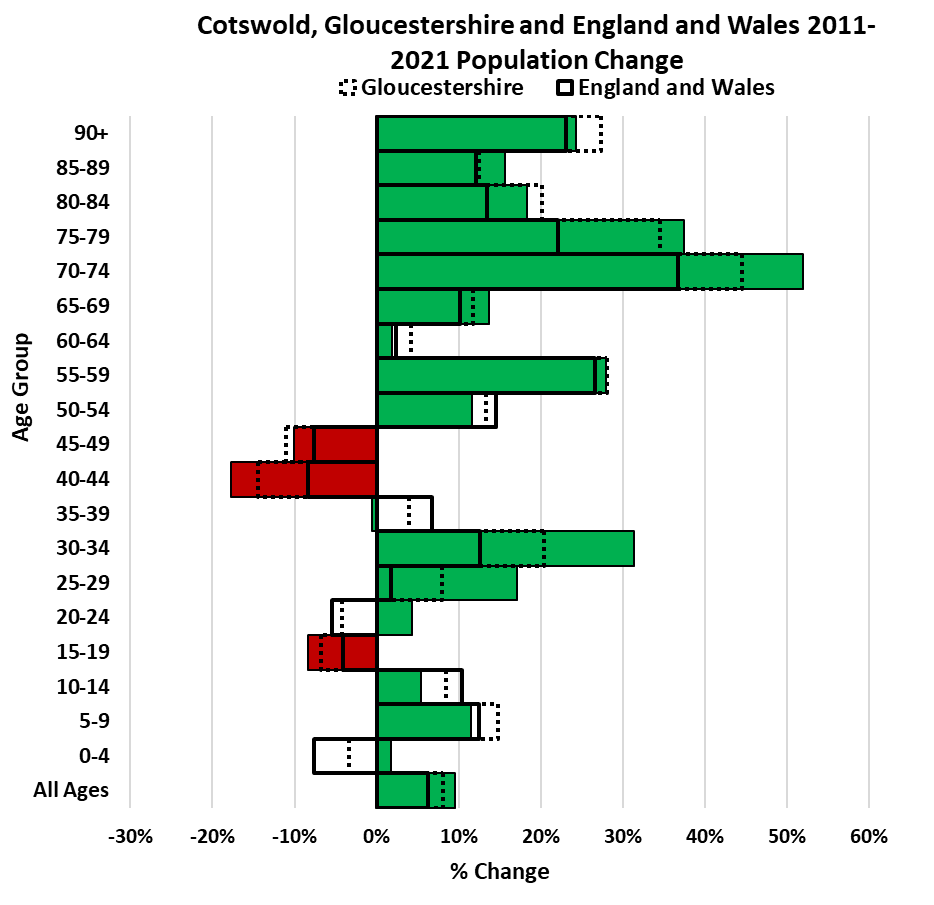 Cotswold, Gloucestershire and England and Wales 2011-
2021 Population Change
Gloucestershire England and Wales
90+
85-89
80-84
75-79
70-74
65-69
60-64
55-59
50-54
45-49
40-44
35-39
30-34
25-29
20-24
15-19
10-14
5-9
0-4
All Ages
Age Group
-30% -20% -10% 0% 10% 20% 30% 40% 50% 60%
% Change